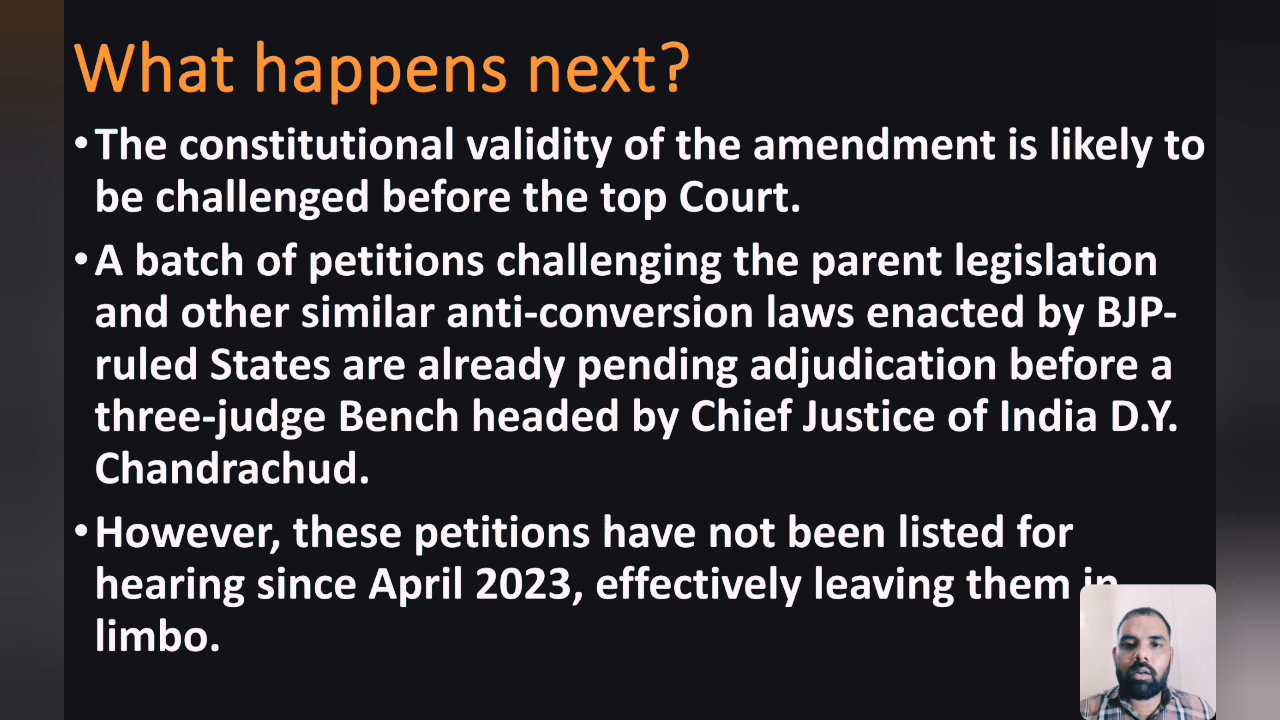 What happens next?
• The constitutional validity of the amendment is likely to
be challenged before the top Court.
• A batch of petitions challenging the parent legislation
and other similar anti-conversion laws enacted by BJP-
ruled States are already pending adjudication before a
three-judge Bench headed by Chief Justice of India D.Y.
Chandrachud.
• However, these petitions have not been listed for
hearing since April 2023, effectively leaving them in
limbo.